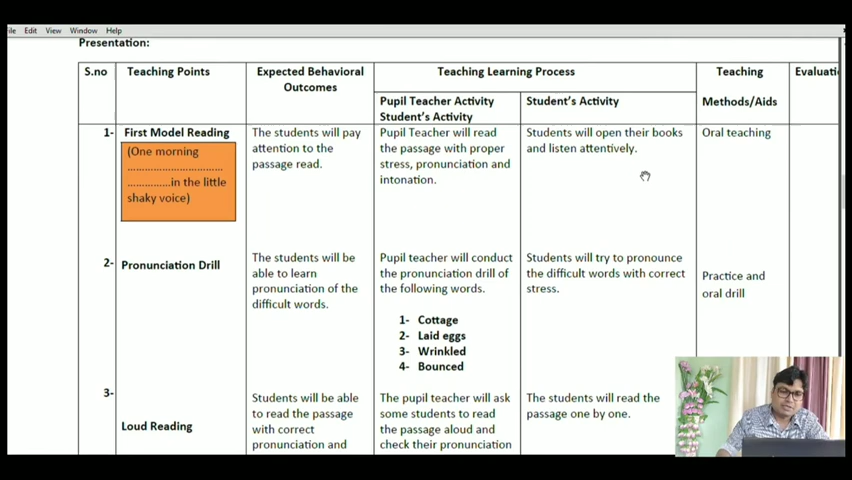 File Edit View Window Help
Presentation:
S.no Teaching Points Expected Behavioral Outcomes Teaching Learning Process Teaching Methods/Aids
Pupil Teacher Activity Student's Activity
Student's Activity
1- First Model Reading
(One morning
....................................
................in the little
shaky voice)
The students will pay
attention to the
passage read.
Pupil Teacher will read
the passage with proper
stress, pronunciation and
intonation.
Students will open their books
and listen attentively.
Oral teaching
2- Pronunciation Drill
The students will be
able to learn
pronunciation of the
difficult words.
Pupil teacher will conduct
the pronunciation drill of
the following words.
1- Cottage
2- Laid eggs
3- Wrinkled
4- Bounced
Students will try to pronounce
the difficult words with correct
stress.
Practice and
oral drill
3-
Loud Reading
Students will be able
to read the passage
with correct
pronunciation and
The pupil teacher will ask
some students to read
the passage aloud and
check their pronunciation
The students will read the
passage one by one.